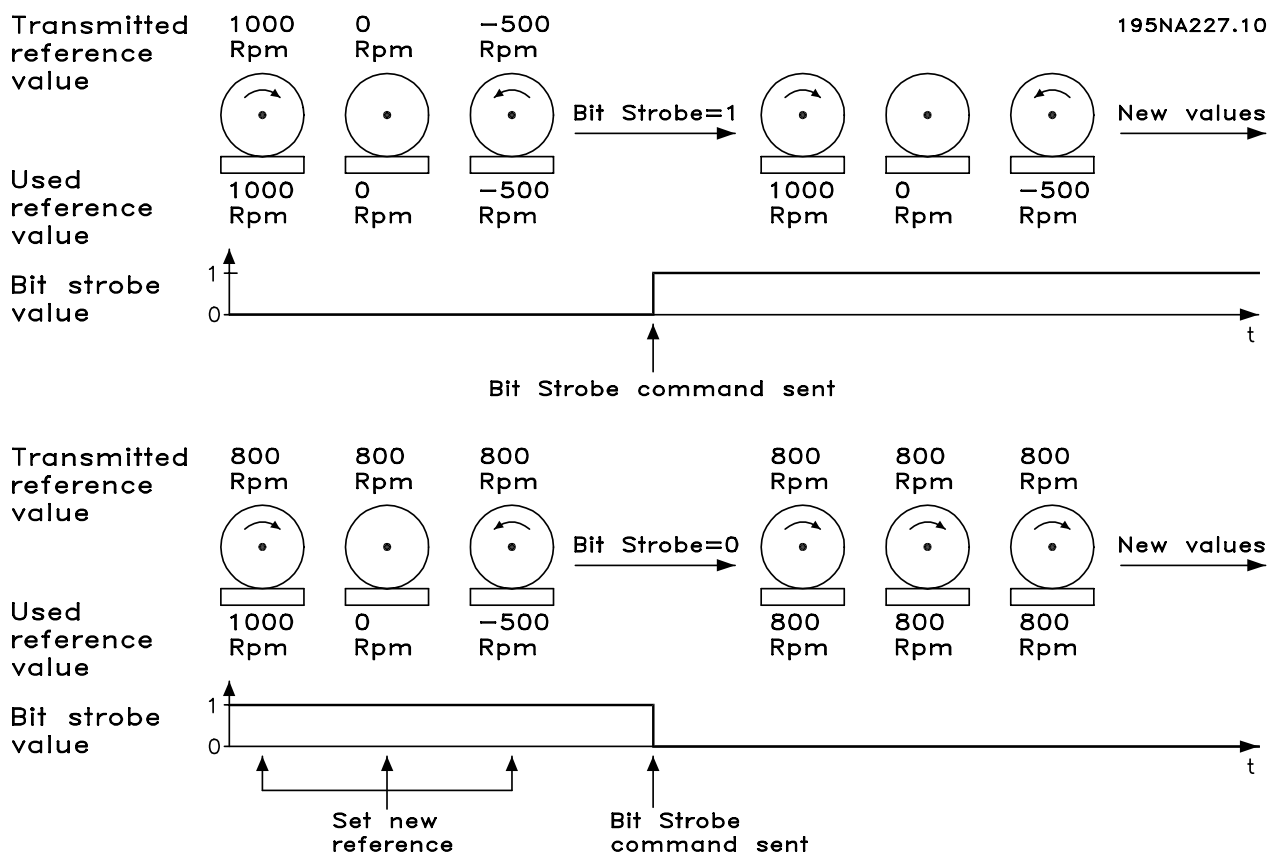 Transmitted reference value
1000 Rpm
0 Rpm
−500 Rpm
195NA227.10
Bit Strobe=1
New values
Used reference value
1000 Rpm
0 Rpm
−500 Rpm
1000 Rpm
0 Rpm
−500 Rpm
Bit strobe value
1
0
t
Bit Strobe command sent
Transmitted reference value
800 Rpm
800 Rpm
800 Rpm
800 Rpm
800 Rpm
800 Rpm
Bit Strobe=0
New values
Used reference value
1000 Rpm
0 Rpm
−500 Rpm
800 Rpm
800 Rpm
800 Rpm
Bit strobe value
1
0
t
Set new reference
Bit Strobe command sent